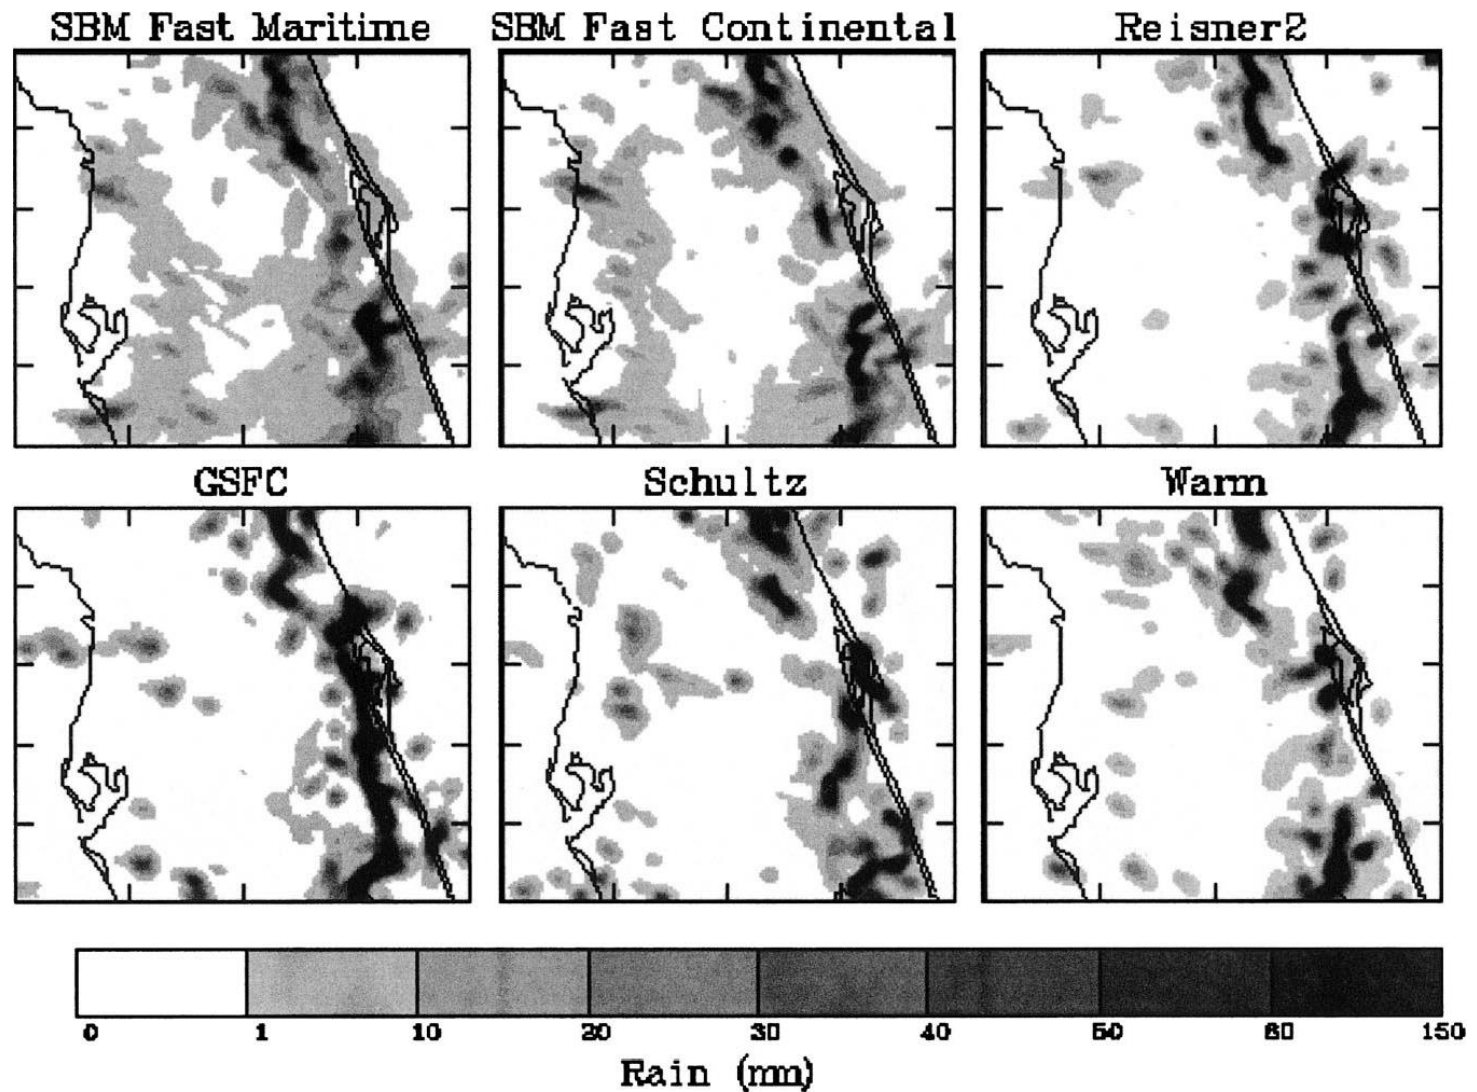 SBM Fast Maritime SBM Fast Continental Reisner2
GSFC Schultz Warm
0 1 10 20 30 40 50 80 150
Rain (mm)